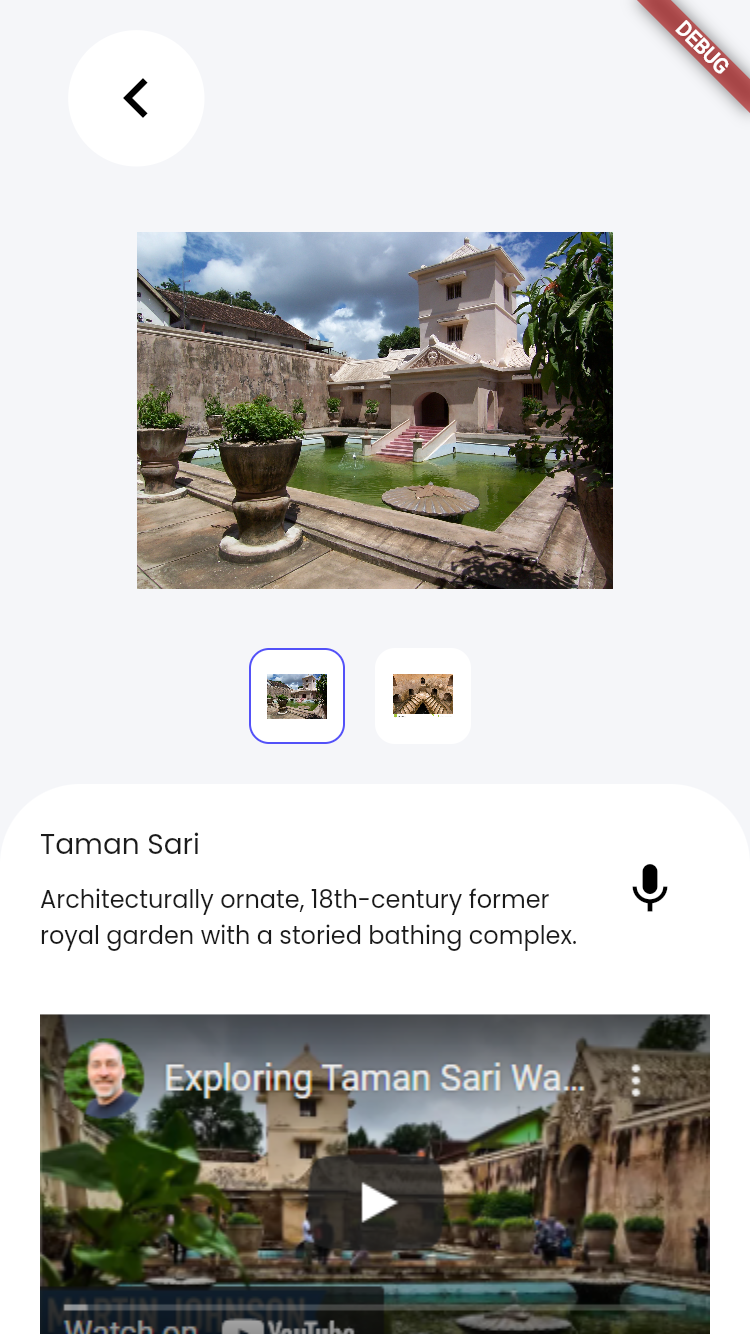 DEBUG
Taman Sari
Architecturally ornate, 18th-century former
royal garden with a storied bathing complex.
Exploring Taman Sari Wa...
MARTIN JOHNSON
Watch on YouTube